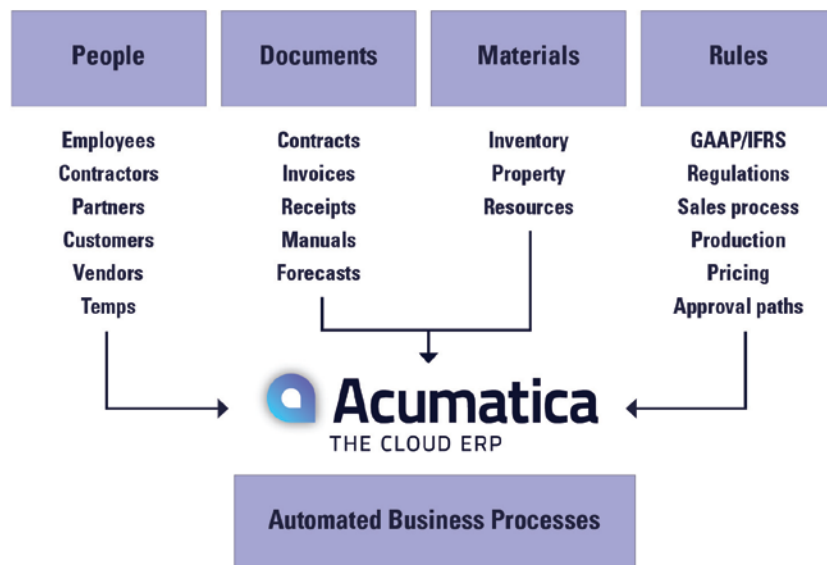 People
Employees
Contractors
Partners
Customers
Vendors
Temps
Documents
Contracts
Invoices
Receipts
Manuals
Forecasts
Materials
Inventory
Property
Resources
Rules
GAAP/IFRS
Regulations
Sales process
Production
Pricing
Approval paths
Acumatica
THE CLOUD ERP
Automated Business Processes